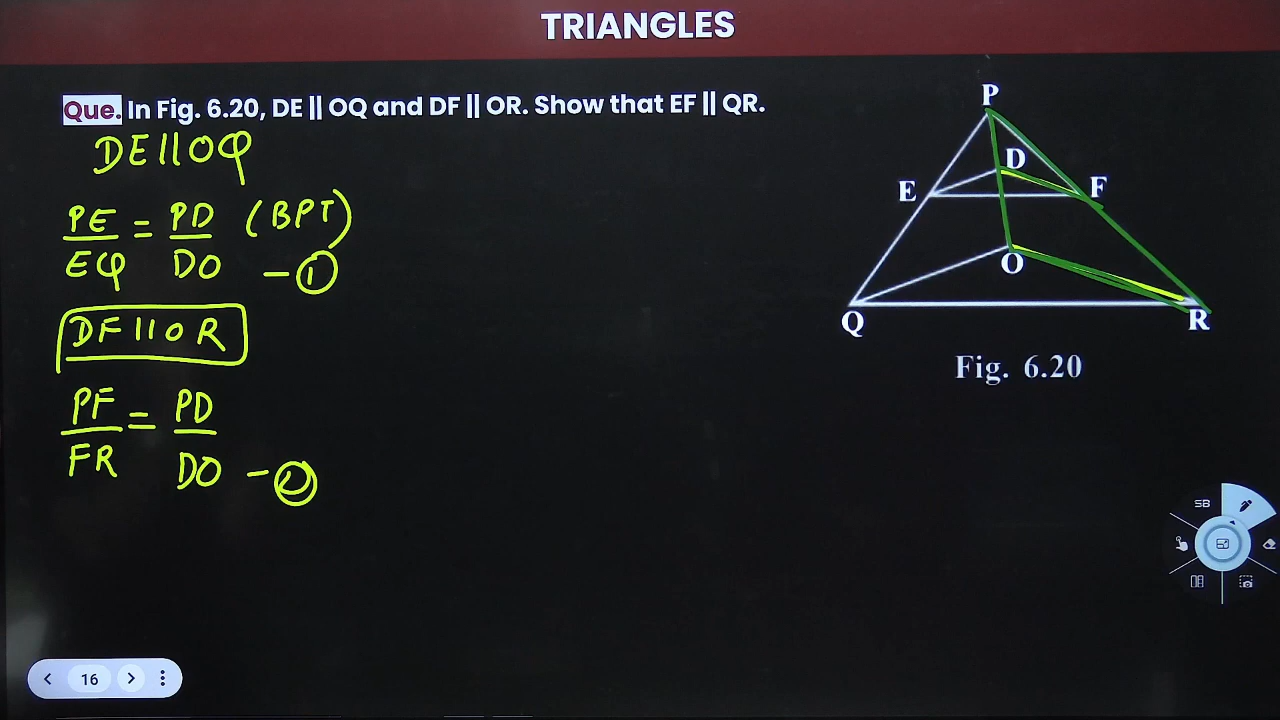 TRIANGLES
Que. In Fig. 6.20, DE || OQ and DF || OR. Show that EF || QR.
DE || OQ
PE/EQ = PD/DO (BPT) - ①
DF || OR
PF/FR = PD/DO - ②
P
D
E
F
O
Q
R
Fig. 6.20
SB
16